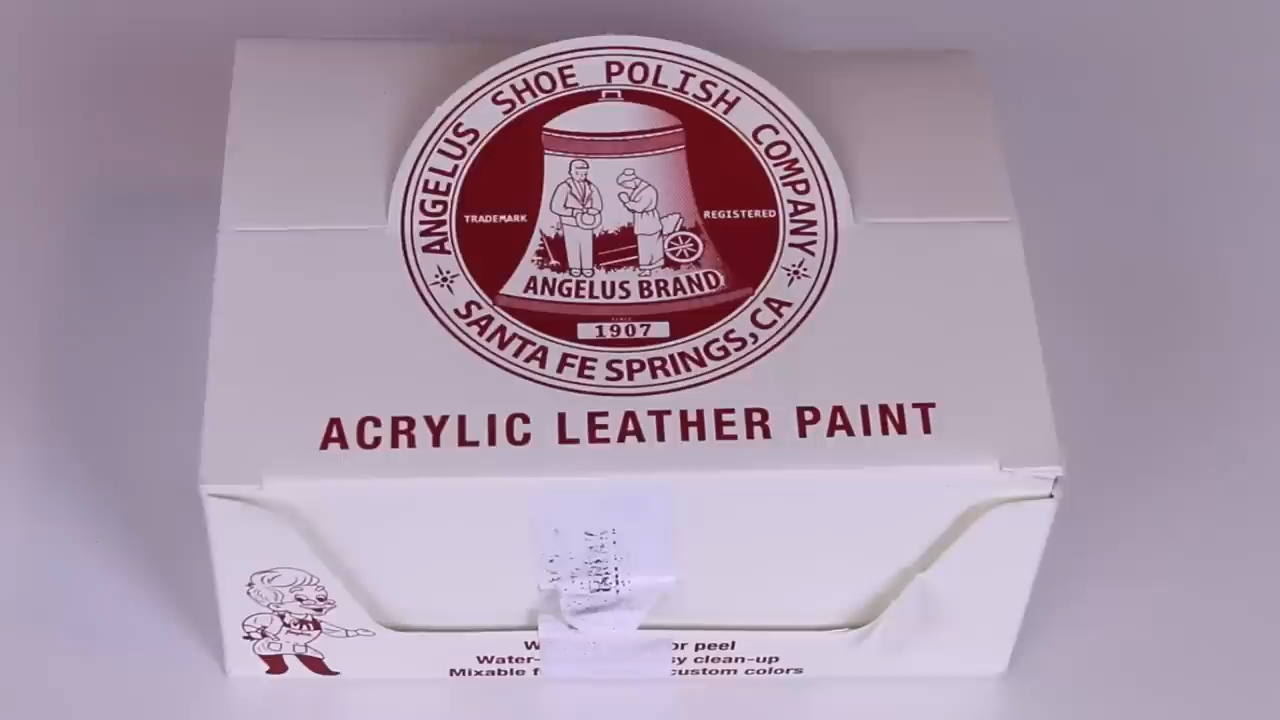 ANGELUS SHOE POLISH COMPANY
TRADEMARK
REGISTERED
ANGELUS BRAND
SINCE
1907
SANTA FE SPRINGS, CA
ACRYLIC LEATHER PAINT
or peel
Water- clean-up
Mixable custom colors